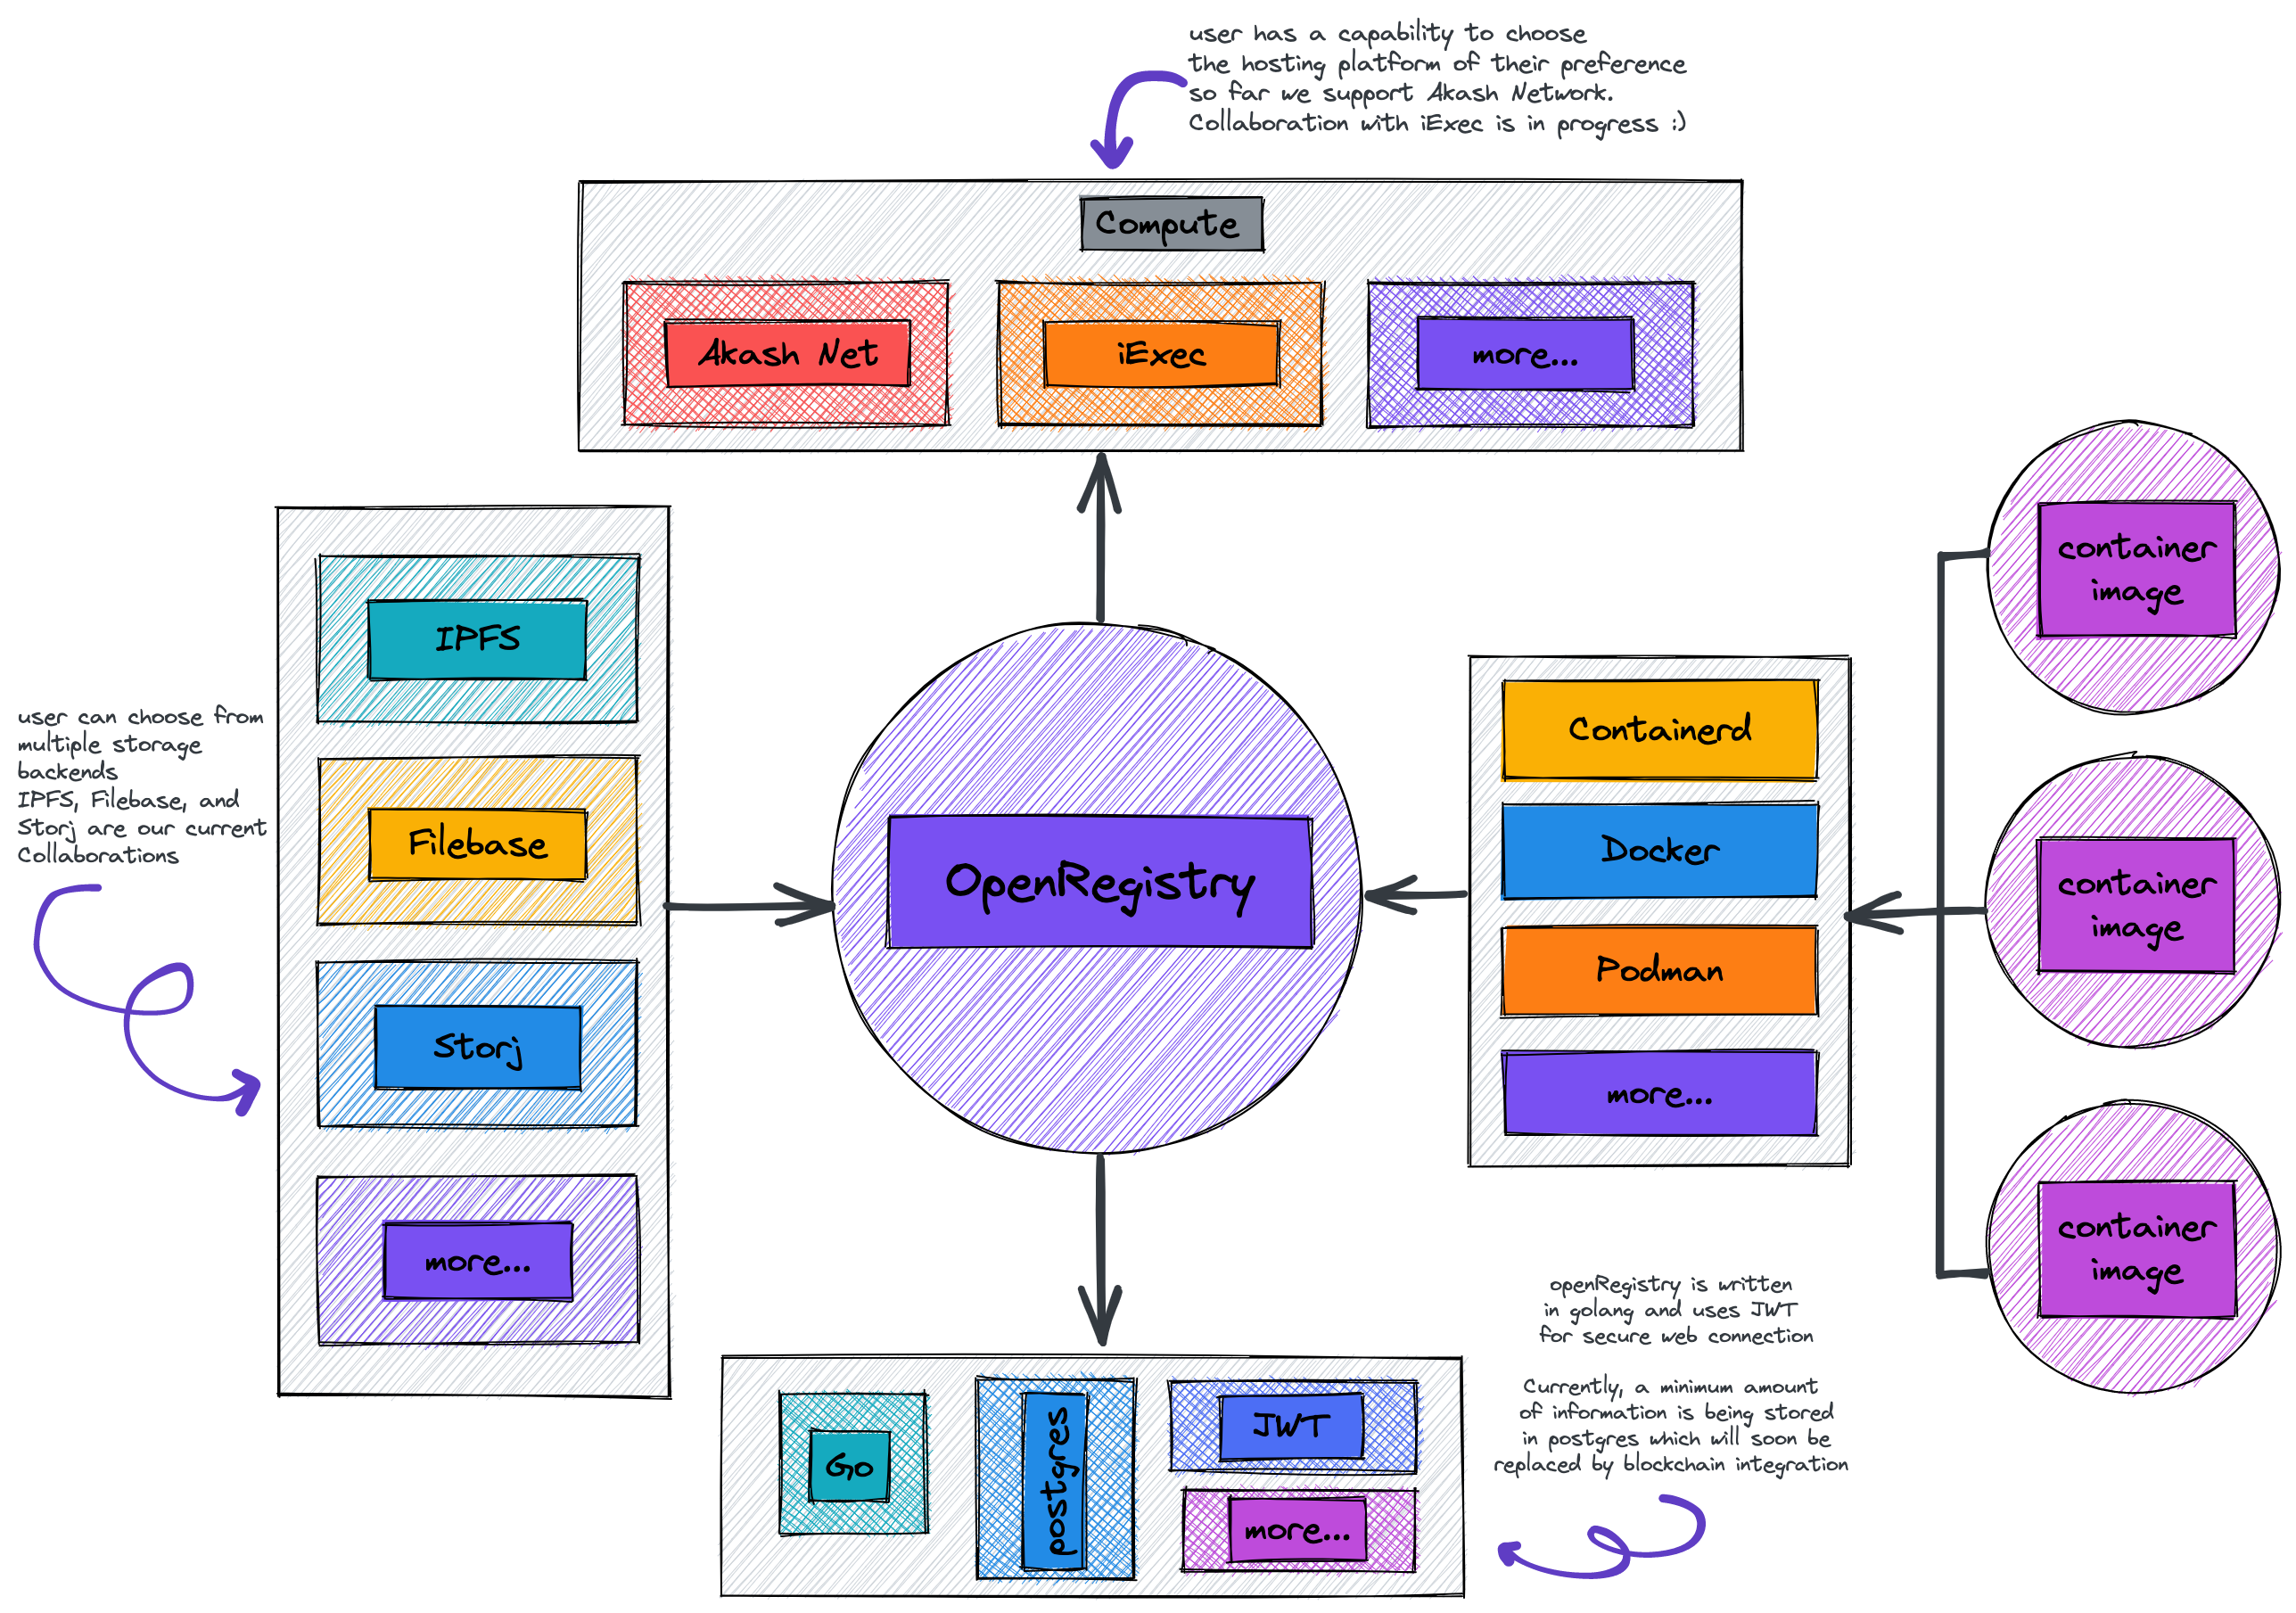 user has a capability to choose
the hosting platform of their preference
so far we support Akash Network.
Collaboration with iExec is in progress :)
Compute
Akash Net
iExec
more...
user can choose from
multiple storage
backends
IPFS, Filebase, and
Storj are our current
Collaborations
IPFS
Filebase
Storj
more...
OpenRegistry
Containerd
Docker
Podman
more...
container
image
container
image
container
image
openRegistry is written
in golang and uses JWT
for secure web connection
Currently, a minimum amount
of information is being stored
in postgres which will soon be
replaced by blockchain integration
Go
postgres
JWT
more...